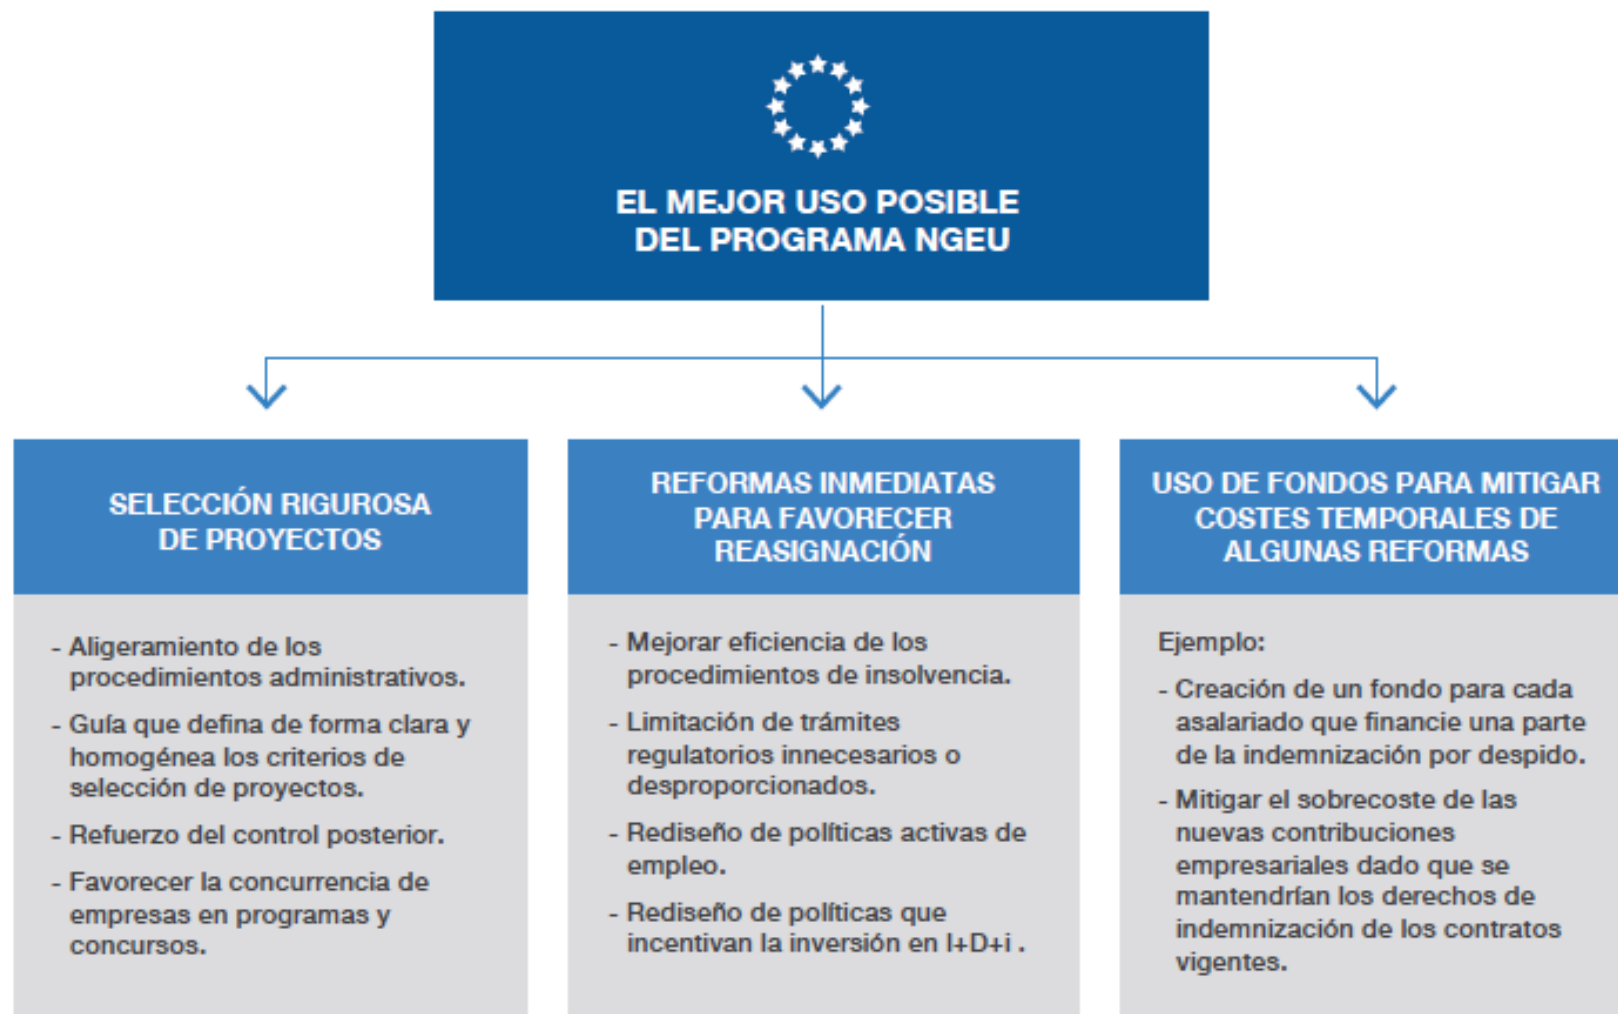 EL MEJOR USO POSIBLE
DEL PROGRAMA NGEU
SELECCIÓN RIGUROSA
DE PROYECTOS
- Aligeramiento de los
procedimientos administrativos.
- Guía que defina de forma clara y
homogénea los criterios de
selección de proyectos.
- Refuerzo del control posterior.
- Favorecer la concurrencia de
empresas en programas y
concursos.
REFORMAS INMEDIATAS
PARA FAVORECER
REASIGNACIÓN
- Mejorar eficiencia de los
procedimientos de insolvencia.
- Limitación de trámites
regulatorios innecesarios o
desproporcionados.
- Rediseño de políticas activas de
empleo.
- Rediseño de políticas que
incentivan la inversión en I+D+i .
USO DE FONDOS PARA MITIGAR
COSTES TEMPORALES DE
ALGUNAS REFORMAS
Ejemplo:
- Creación de un fondo para cada
asalariado que financie una parte
de la indemnización por despido.
- Mitigar el sobrecoste de las
nuevas contribuciones
empresariales dado que se
mantendrían los derechos de
indemnización de los contratos
vigentes.